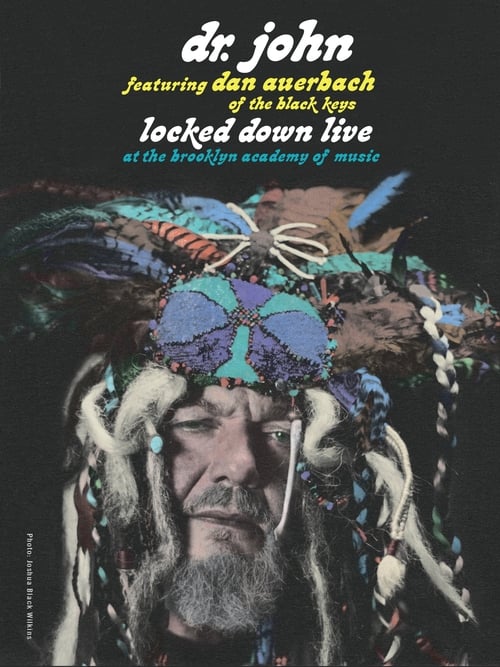 dr. john
featuring dan auerbach
of the black keys
locked down live
at the brooklyn academy of music
Photo: Joshua Black Wilkins